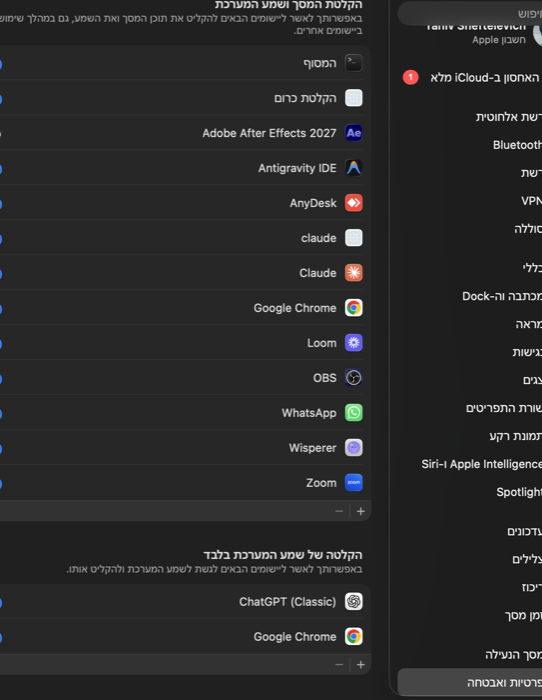 הקלטת המסך ושמע המערכת
באפשרותך לאשר ליישומים הבאים להקליט את תוכן המסך ואת השמע, גם במהלך
ביישומים אחרים.
המסוף
הקלטת כרום
Adobe After Effects 2027
Antigravity IDE
AnyDesk
claude
Claude
Google Chrome
Loom
OBS
WhatsApp
Wisperer
Zoom
הקלטה של שמע המערכת בלבד
באפשרותך לאשר ליישומים הבאים לגשת לשמע המערכת ולהקליט אותו.
ChatGPT (Classic)
Google Chrome
חיפוש
Yaniv Sheftelevich
חשבון Apple
האחסון ב-iCloud מלא
1
רשת אלחוטית
Bluetooth
רשת
VPN
סוללה
כללי
מכתבה וה-Dock
מראה
נגישות
צגים
שורת התפריטים
תמונת רקע
Apple Intelligence ו-Siri
Spotlight
עדכונים
צלילים
ריכוז
זמן מסך
מסך הנעילה
פרטיות ואבטחה